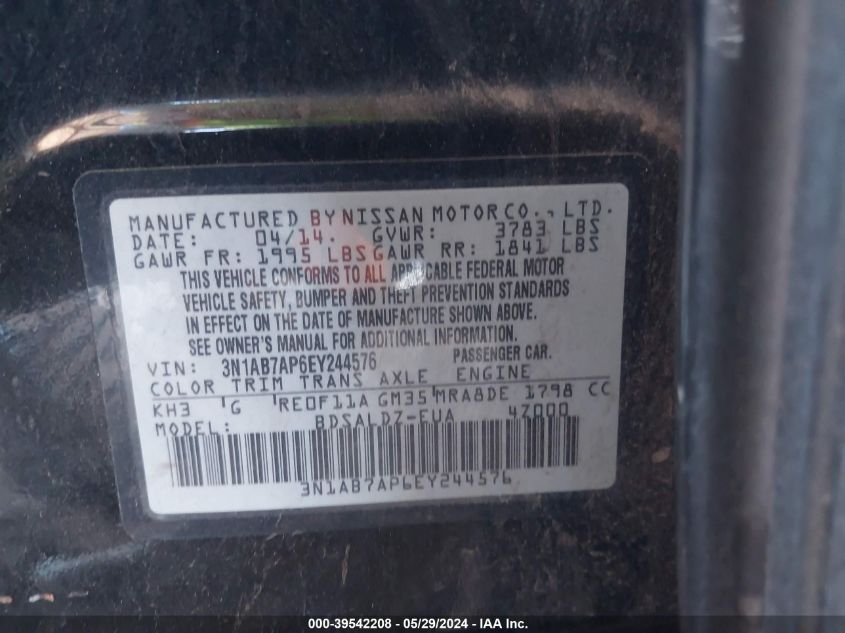 MANUFACTURED BY NISSAN MOTOR CO., LTD.
DATE: 04/14. GVWR: 3783 LBS
GAWR FR: 1995 LBS GAWR RR: 1841 LBS
THIS VEHICLE CONFORMS TO ALL APPLICABLE FEDERAL MOTOR
VEHICLE SAFETY, BUMPER AND THEFT PREVENTION STANDARDS
IN EFFECT ON THE DATE OF MANUFACTURE SHOWN ABOVE.
SEE OWNER'S MANUAL FOR ADDITIONAL INFORMATION.
VIN: 3N1AB7AP6EY244576 PASSENGER CAR.
COLOR TRIM TRANS AXLE ENGINE
KH3 G RE0F11A GM35 MRA8DE 1798 CC
MODEL: BDSALDZ-EUA 4Z000
3N1AB7AP6EY244576
000-39542208 - 05/29/2024 - IAA Inc.